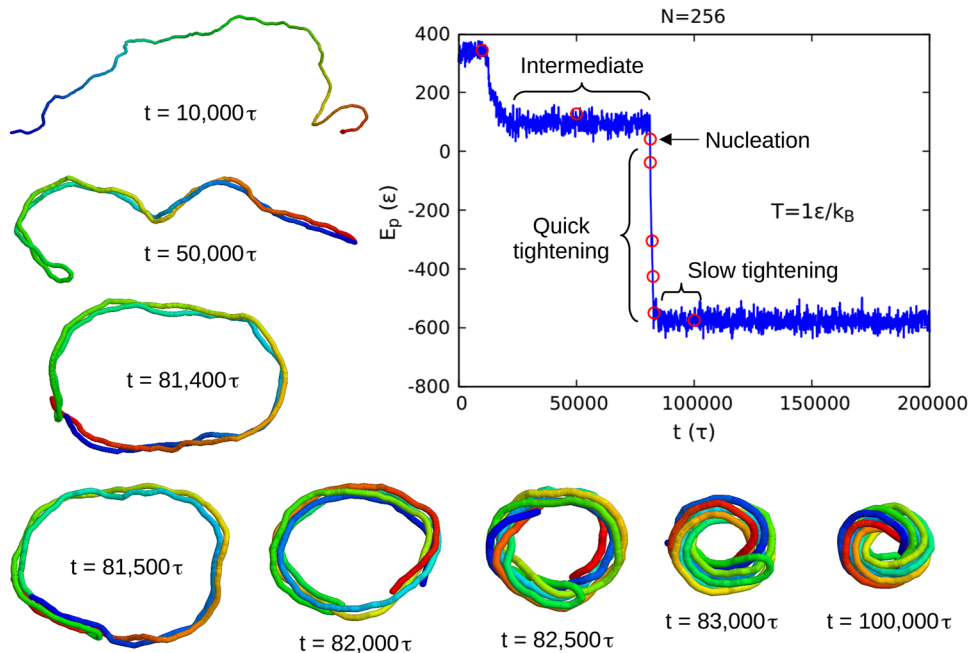 N=256
400
200
0
-200
-400
-600
-800
E_p (ε)
0
50000
100000
150000
200000
t (τ)
Intermediate
Nucleation
Quick
tightening
T=1ε/k_B
Slow tightening
t = 10,000τ
t = 50,000τ
t = 81,400τ
t = 81,500τ
t = 82,000τ
t = 82,500τ
t = 83,000τ
t = 100,000τ